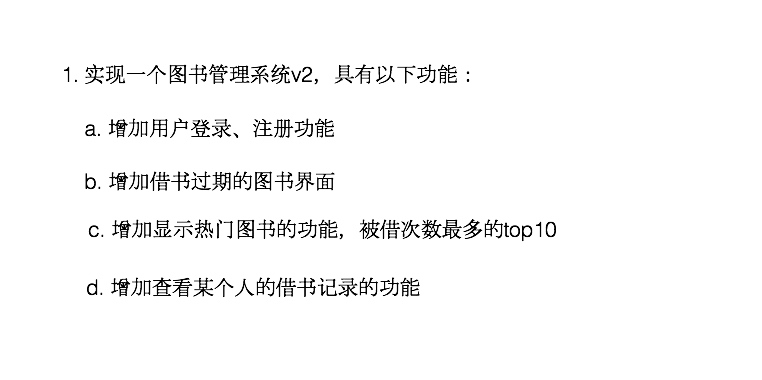 1. 实现一个图书管理系统v2，具有以下功能：
a. 增加用户登录、注册功能
b. 增加借书过期的图书界面
c. 增加显示热门图书的功能，被借次数最多的top10
d. 增加查看某个人的借书记录的功能